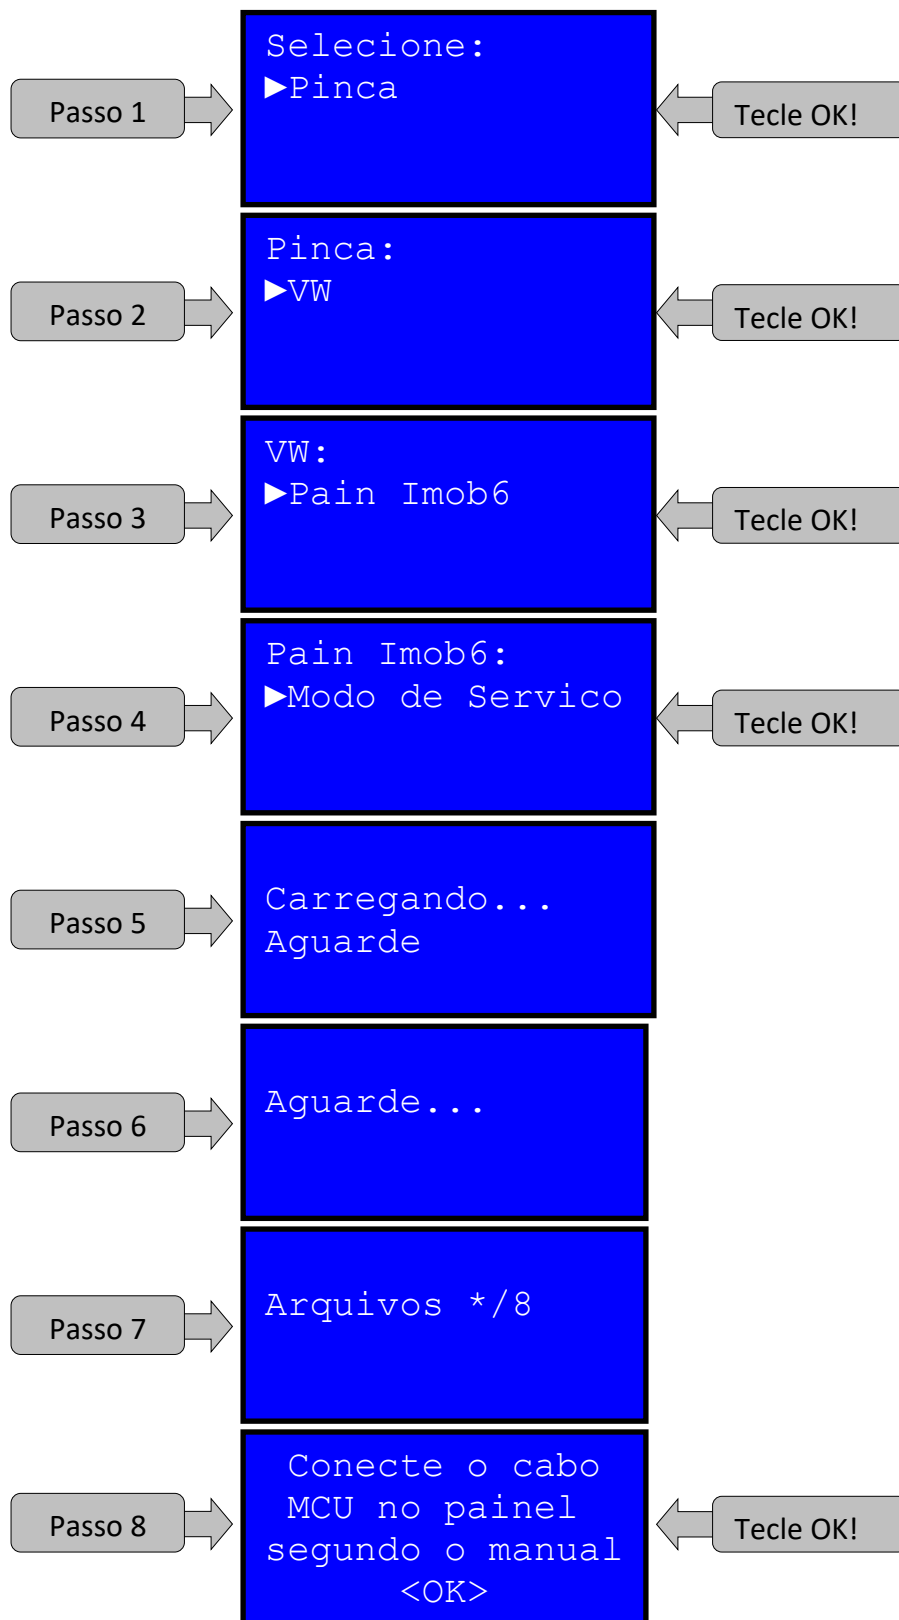 Passo 1
Selecione:
►Pinca
Tecle OK!
Passo 2
Pinca:
►VW
Tecle OK!
Passo 3
VW:
►Pain Imob6
Tecle OK!
Passo 4
Pain Imob6:
►Modo de Servico
Tecle OK!
Passo 5
Carregando...
Aguarde
Passo 6
Aguarde...
Passo 7
Arquivos */8
Passo 8
Conecte o cabo
MCU no painel
segundo o manual
<OK>
Tecle OK!